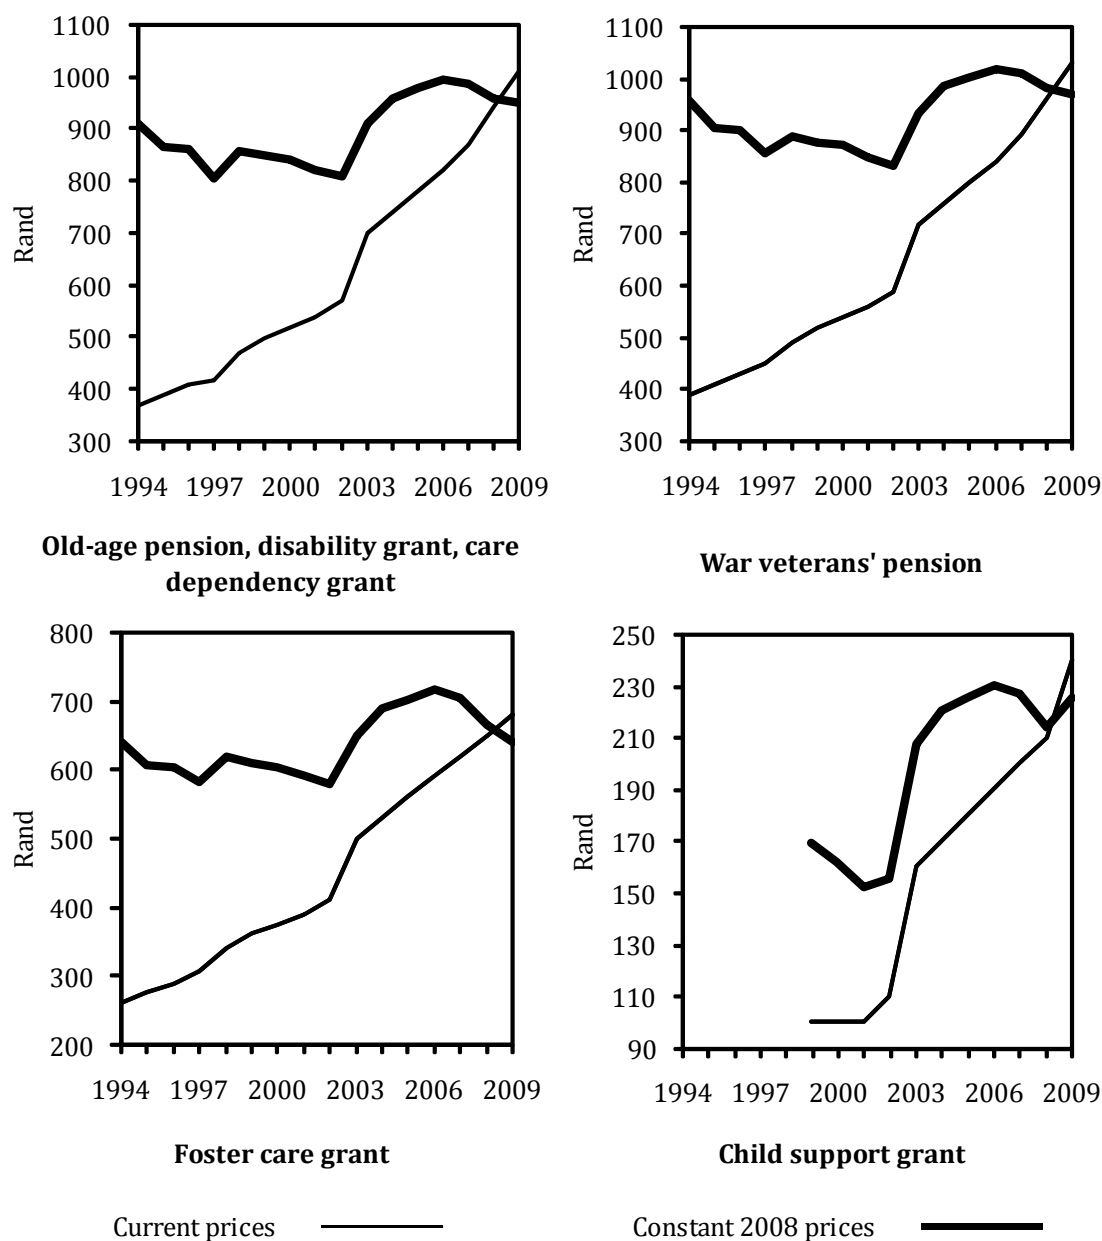 1100
1000
900
800
700
600
500
400
300
Rand
1994 1997 2000 2003 2006 2009
Old-age pension, disability grant, care
dependency grant
1100
1000
900
800
700
600
500
400
300
Rand
1994 1997 2000 2003 2006 2009
War veterans' pension
800
700
600
500
400
300
200
Rand
1994 1997 2000 2003 2006 2009
Foster care grant
250
230
210
190
170
150
130
110
90
Rand
1994 1997 2000 2003 2006 2009
Child support grant
Current prices
Constant 2008 prices